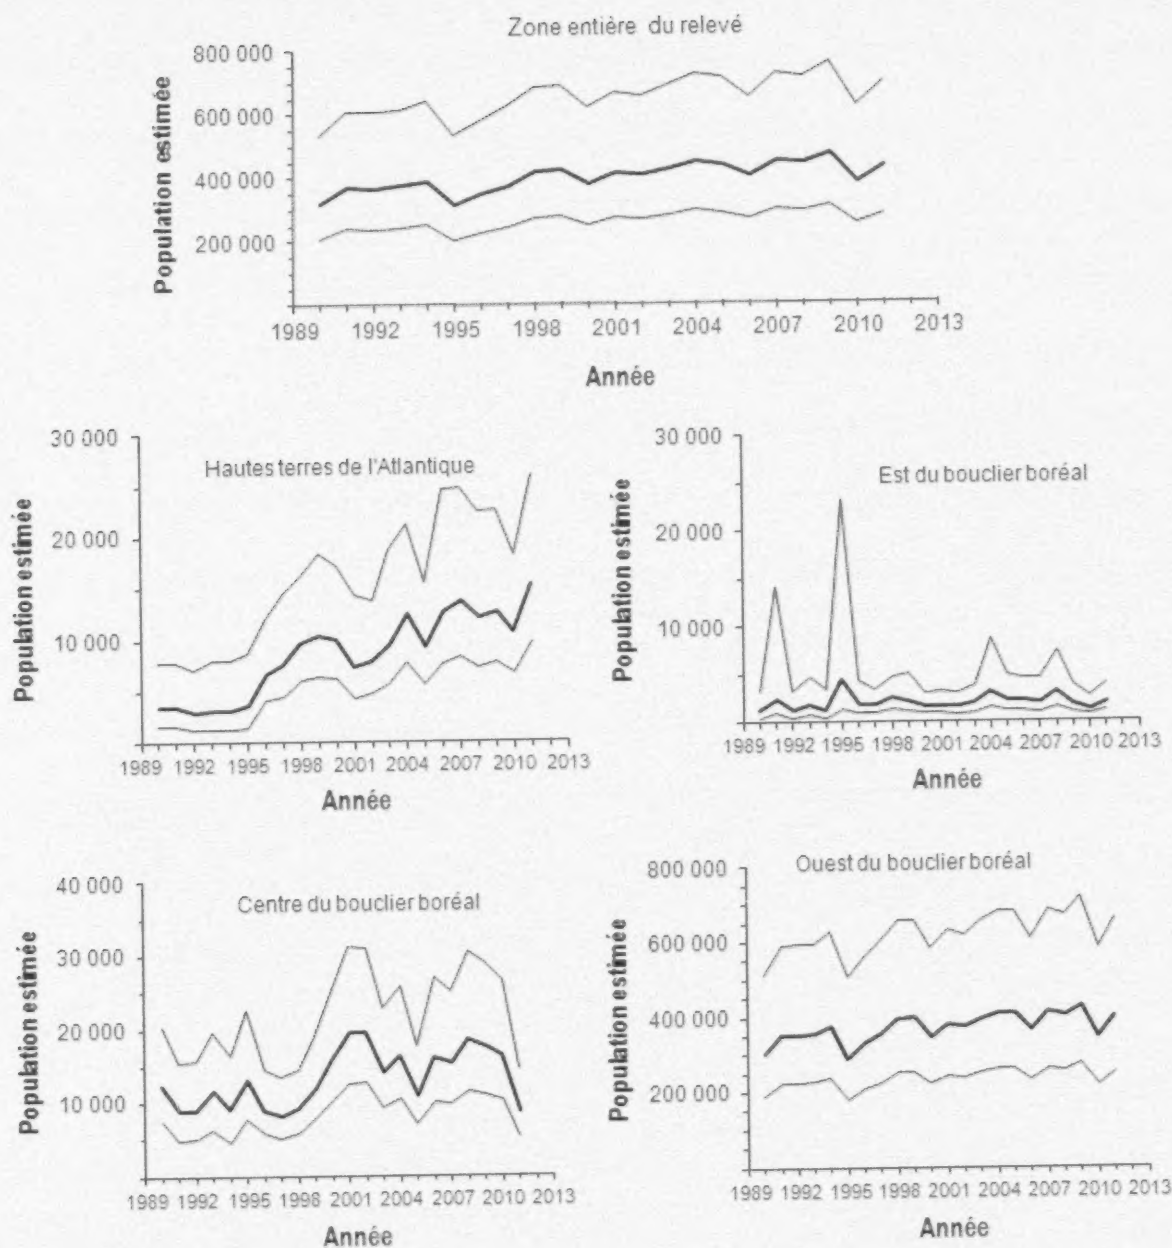 Zone entière du relevé
Population estimée
800 000
600 000
400 000
200 000
1989 1992 1995 1998 2001 2004 2007 2010 2013
Année
Hautes terres de l'Atlantique
Population estimée
30 000
20 000
10 000
1989 1992 1995 1998 2001 2004 2007 2010 2013
Année
Est du bouclier boréal
Population estimée
30 000
20 000
10 000
1989 1992 1995 1998 2001 2004 2007 2010 2013
Année
Centre du bouclier boréal
Population estimée
40 000
30 000
20 000
10 000
1989 1992 1995 1998 2001 2004 2007 2010 2013
Année
Ouest du bouclier boréal
Population estimée
800 000
600 000
400 000
200 000
1989 1992 1995 1998 2001 2004 2007 2010 2013
Année